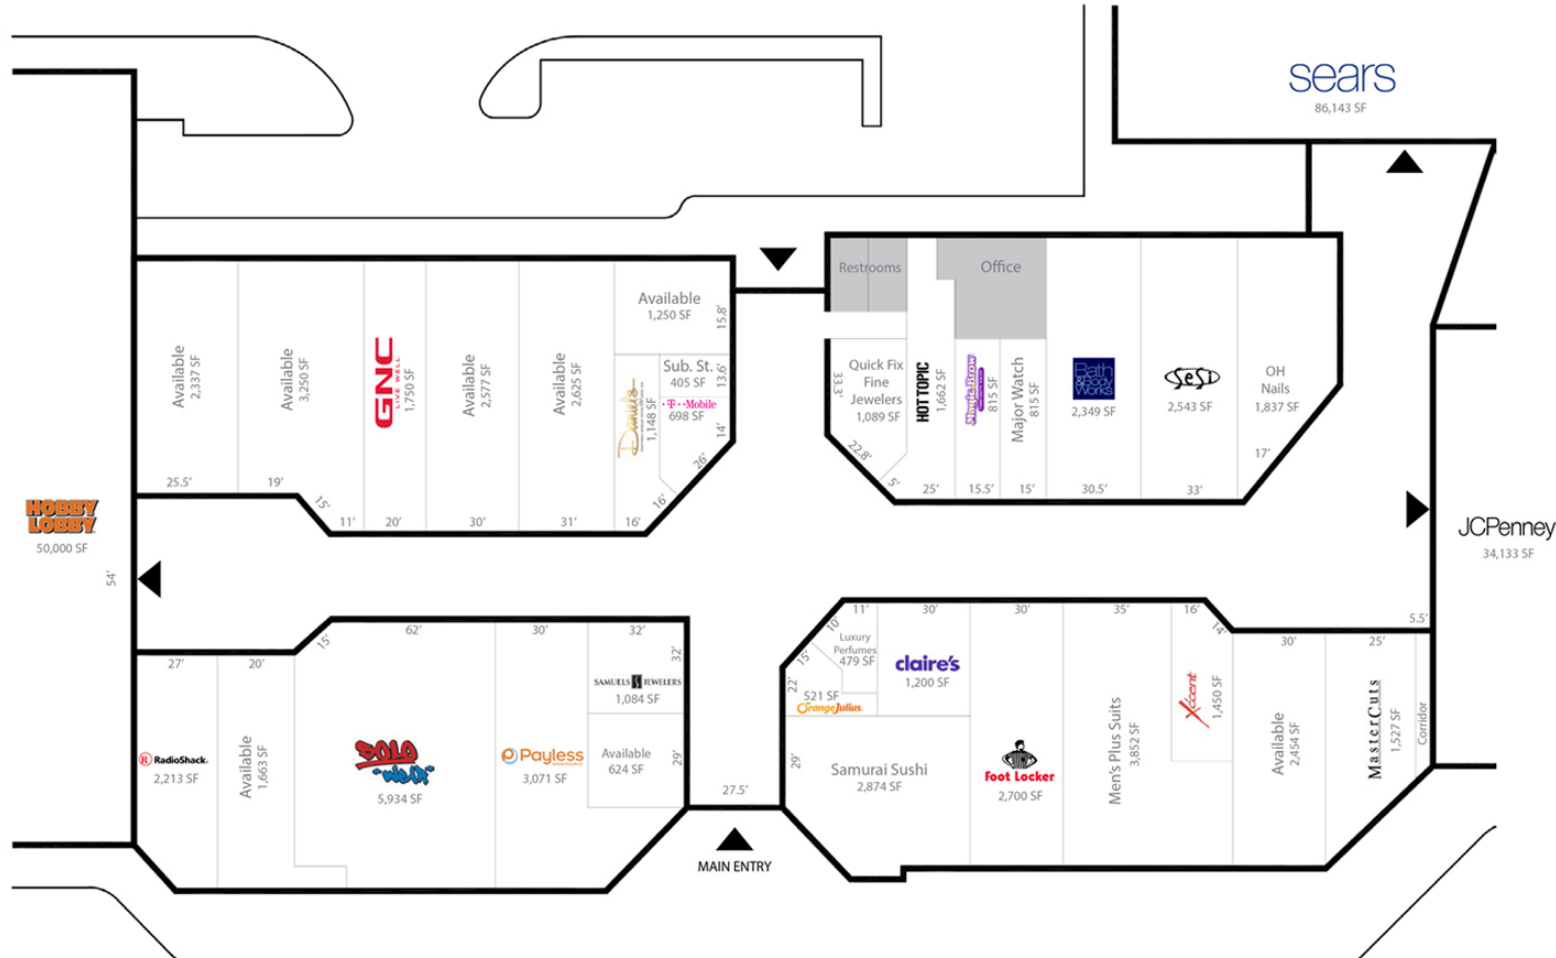 sears
86,143 SF
Restrooms
Office
Available
2,337 SF
25.5'
Available
3,250 SF
19'
15'
11'
GNC
LIVE WELL
1,750 SF
20'
Available
2,577 SF
30'
Available
2,625 SF
31'
Available
1,250 SF
15.8'
Sub. St.
405 SF
13.6'
T-Mobile
698 SF
14'
26'
Daniel's
1,148 SF
16'
16'
Quick Fix
Fine
Jewelers
1,089 SF
33.3'
22.8'
5'
HOT TOPIC
1,662 SF
25'
Magic Brow
815 SF
15.5'
Major Watch
815 SF
15'
Bath
& Body
Works
2,349 SF
30.5'
SeSi
2,543 SF
33'
OH
Nails
1,837 SF
17'
HOBBY
LOBBY
50,000 SF
54'
JCPenney
34,133 SF
5.5'
27'
RadioShack.
2,213 SF
20'
Available
1,663 SF
15'
62'
5,934 SF
30'
Payless
3,071 SF
32'
32'
SAMUELS JEWELERS
1,084 SF
Available
624 SF
29'
27.5'
MAIN ENTRY
10'
11'
Luxury
Perfumes
479 SF
15'
22'
521 SF
Orange Julius
30'
claire's
1,200 SF
29'
Samurai Sushi
2,874 SF
30'
Foot Locker
2,700 SF
35'
Men's Plus Suits
3,852 SF
16'
14'
X'cent
1,450 SF
30'
Available
2,454 SF
25'
MasterCuts
1,527 SF
Corridor